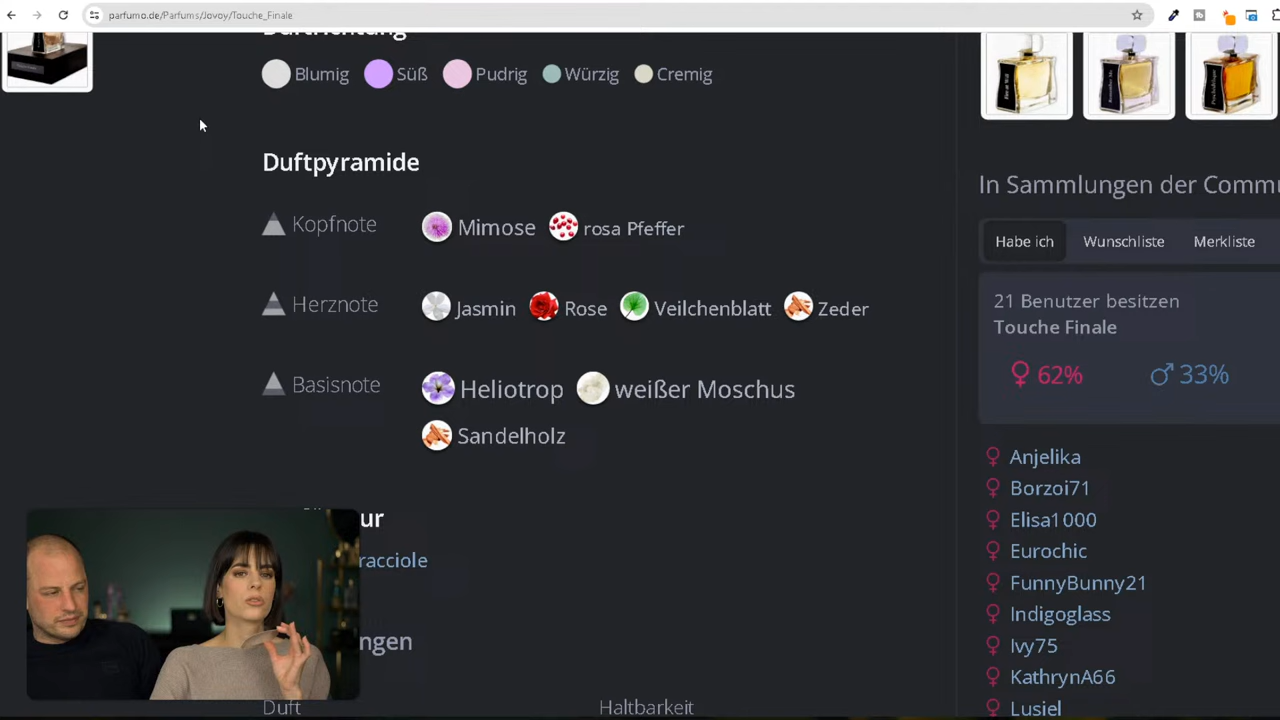 parfumo.de/Parfums/Jovoy/Touche_Finale
Duftrichtung
Blumig Süß Pudrig Würzig Cremig
Duftpyramide
Kopfnote Mimose rosa Pfeffer
Herznote Jasmin Rose Veilchenblatt Zeder
Basisnote Heliotrop weißer Moschus
Sandelholz
ur
racciole
ngen
Duft Haltbarkeit
In Sammlungen der Commu
Habe ich Wunschliste Merkliste
21 Benutzer besitzen
Touche Finale
62% 33%
Anjelika
Borzoi71
Elisa1000
Eurochic
FunnyBunny21
Indigoglass
Ivy75
KathrynA66
Lusiel